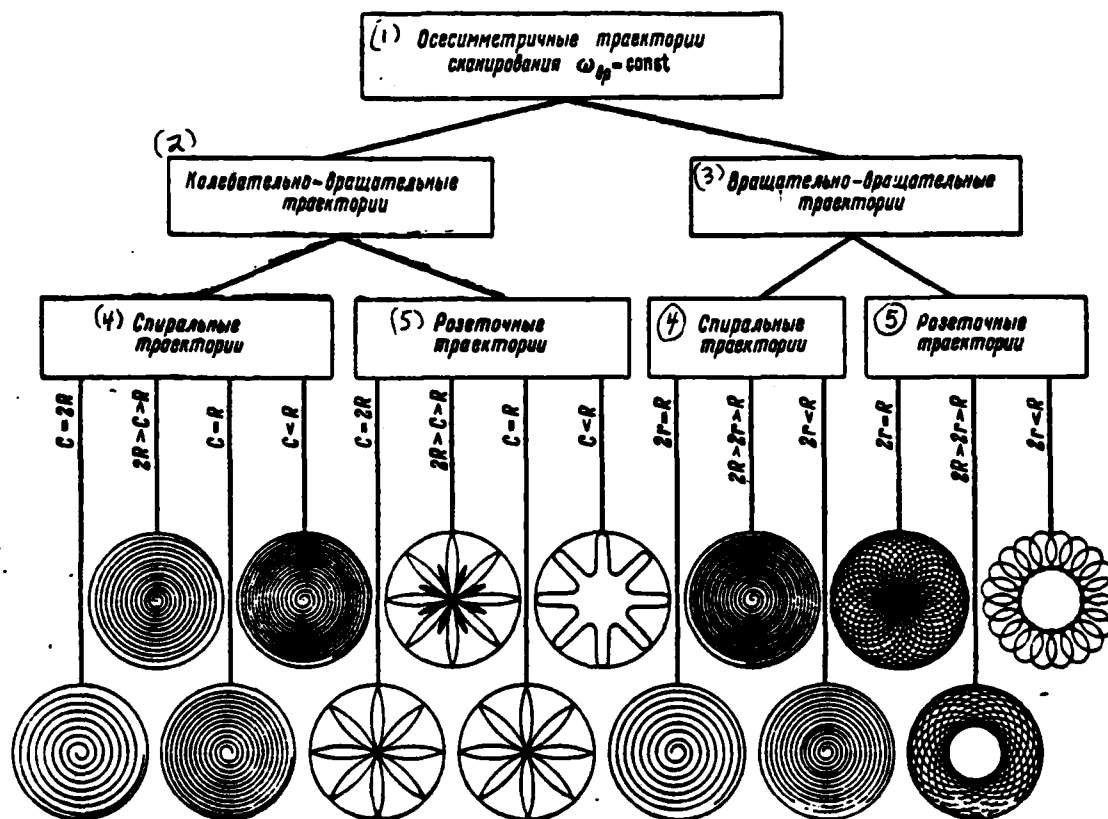 (1) Осесимметричные траектории
сканирования ω_вр = const
(2)
Колебательно-вращательные
траектории
(3) Вращательно-вращательные
траектории
(4) Спиральные
траектории
(5) Розеточные
траектории
(4) Спиральные
траектории
(5) Розеточные
траектории
C=2R
2R>C>R
C=R
C<R
C=2R
2R>C>R
C=R
C<R
2r=R
2R>2r>R
2r<R
2r=R
2R>2r>R
2r<R